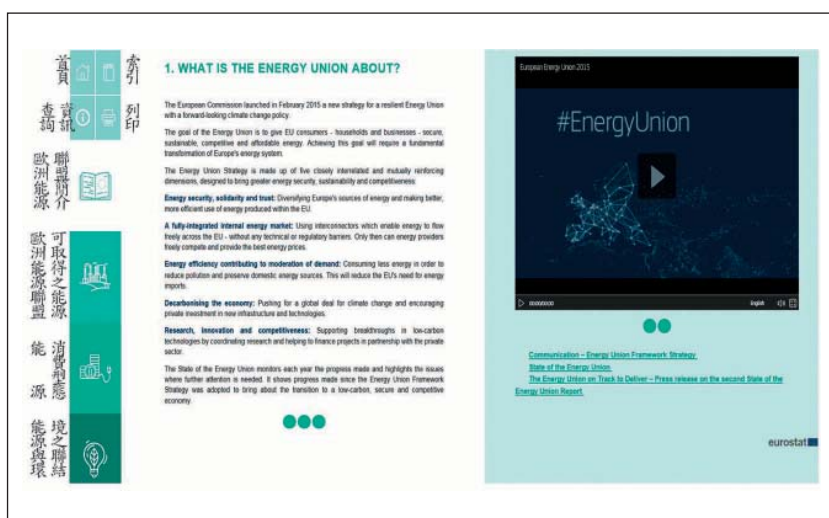 首頁
索引
查詢
資訊
列印
歐洲能源
聯盟簡介
歐洲能源聯盟
可取得之能源
能源
消費型態
能源與環
境之聯結
1. WHAT IS THE ENERGY UNION ABOUT?
The European Commission launched in February 2015 a new strategy for a resilient Energy Union
with a forward-looking climate change policy.
The goal of the Energy Union is to give EU consumers - households and businesses - secure,
sustainable, competitive and affordable energy. Achieving this goal will require a fundamental
transformation of Europe's energy system.
The Energy Union Strategy is made up of five closely interrelated and mutually reinforcing
dimensions, designed to bring greater energy security, sustainability and competitiveness
Energy security, solidarity and trust: Diversifying Europe's sources of energy and making better,
more efficient use of energy produced within the EU.
A fully-integrated internal energy market: Using interconnectors which enable energy to flow
freely across the EU - without any technical or regulatory barriers. Only then can energy providers
freely compete and provide the best energy prices.
Energy efficiency contributing to moderation of demand: Consuming less energy in order to
reduce pollution and preserve domestic energy sources. This will reduce the EU's need for energy
imports.
Decarbonising the economy: Pushing for a global deal for climate change and encouraging
private investment in new infrastructure and technologies.
Research, innovation and competitiveness: Supporting breakthroughs in low-carbon
technologies by coordinating research and helping to finance projects in partnership with the private
sector.
The State of the Energy Union monitors each year the progress made and highlights the issues
where further attention is needed. It shows progress made since the Energy Union Framework
Strategy was adopted to bring about the transition to a low-carbon, secure and competitive
economy.
European Energy Union 2015
#EnergyUnion
English
Communication – Energy Union Framework Strategy
State of the Energy Union
The Energy Union on Track to Deliver – Press release on the second State of the
Energy Union Report
eurostat